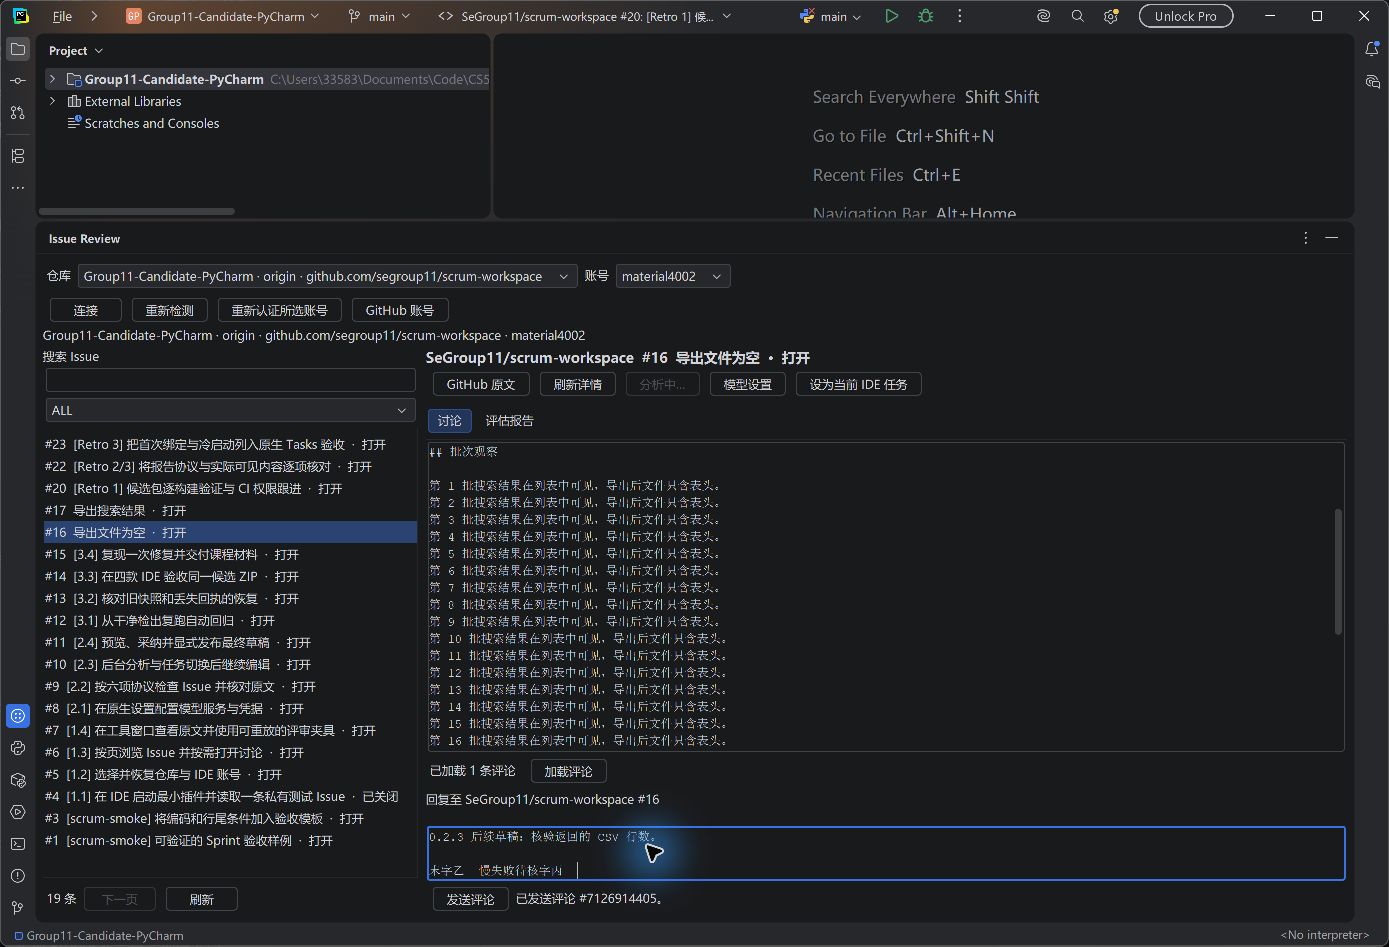 File
GP Group11-Candidate-PyCharm
main
SeGroup11/scrum-workspace #20: [Retro 1] 候...
main
Unlock Pro
Project
Group11-Candidate-PyCharm C:\Users\33583\Documents\Code\CS5
External Libraries
Scratches and Consoles
Search Everywhere Shift Shift
Go to File Ctrl+Shift+N
Recent Files Ctrl+E
Navigation Bar Alt+Home
Issue Review
仓库 Group11-Candidate-PyCharm · origin · github.com/segroup11/scrum-workspace 账号 material4002
连接 重新检测 重新认证所选账号 GitHub 账号
Group11-Candidate-PyCharm · origin · github.com/segroup11/scrum-workspace · material4002
搜索 Issue
ALL
#23 [Retro 3] 把首次绑定与冷启动列入原生 Tasks 验收 · 打开
#22 [Retro 2/3] 将报告协议与实际可见内容逐项核对 · 打开
#20 [Retro 1] 候选包逐构建验证与 CI 权限跟进 · 打开
#17 导出搜索结果 · 打开
#16 导出文件为空 · 打开
#15 [3.4] 复现一次修复并交付课程材料 · 打开
#14 [3.3] 在四款 IDE 验收同一候选 ZIP · 打开
#13 [3.2] 核对旧快照和丢失回执的恢复 · 打开
#12 [3.1] 从干净检出复跑自动回归 · 打开
#11 [2.4] 预览、采纳并显式发布最终草稿 · 打开
#10 [2.3] 后台分析与任务切换后继续编辑 · 打开
#9 [2.2] 按六项协议检查 Issue 并核对原文 · 打开
#8 [2.1] 在原生设置配置模型服务与凭据 · 打开
#7 [1.4] 在工具窗口查看原文并使用可重放的评审夹具 · 打开
#6 [1.3] 按页浏览 Issue 并按需打开讨论 · 打开
#5 [1.2] 选择并恢复仓库与 IDE 账号 · 打开
#4 [1.1] 在 IDE 启动最小插件并读取一条私有测试 Issue · 已关闭
#3 [scrum-smoke] 将编码和行尾条件加入验收模板 · 打开
#1 [scrum-smoke] 可验证的 Sprint 验收样例 · 打开
19 条 下一页 刷新
SeGroup11/scrum-workspace #16 导出文件为空 • 打开
GitHub 原文 刷新详情 分析中... 模型设置 设为当前 IDE 任务
讨论 评估报告
## 批次观察
第 1 批搜索结果在列表中可见，导出后文件只含表头。
第 2 批搜索结果在列表中可见，导出后文件只含表头。
第 3 批搜索结果在列表中可见，导出后文件只含表头。
第 4 批搜索结果在列表中可见，导出后文件只含表头。
第 5 批搜索结果在列表中可见，导出后文件只含表头。
第 6 批搜索结果在列表中可见，导出后文件只含表头。
第 7 批搜索结果在列表中可见，导出后文件只含表头。
第 8 批搜索结果在列表中可见，导出后文件只含表头。
第 9 批搜索结果在列表中可见，导出后文件只含表头。
第 10 批搜索结果在列表中可见，导出后文件只含表头。
第 11 批搜索结果在列表中可见，导出后文件只含表头。
第 12 批搜索结果在列表中可见，导出后文件只含表头。
第 13 批搜索结果在列表中可见，导出后文件只含表头。
第 14 批搜索结果在列表中可见，导出后文件只含表头。
第 15 批搜索结果在列表中可见，导出后文件只含表头。
第 16 批搜索结果在列表中可见，导出后文件只含表头。
已加载 1 条评论 加载评论
回复至 SeGroup11/scrum-workspace #16
0.2.3 后续草稿：核验返回的 CSV 行数。
慢失败待核字内
发送评论 已发送评论 #7126914405。
Group11-Candidate-PyCharm
<No interpreter>